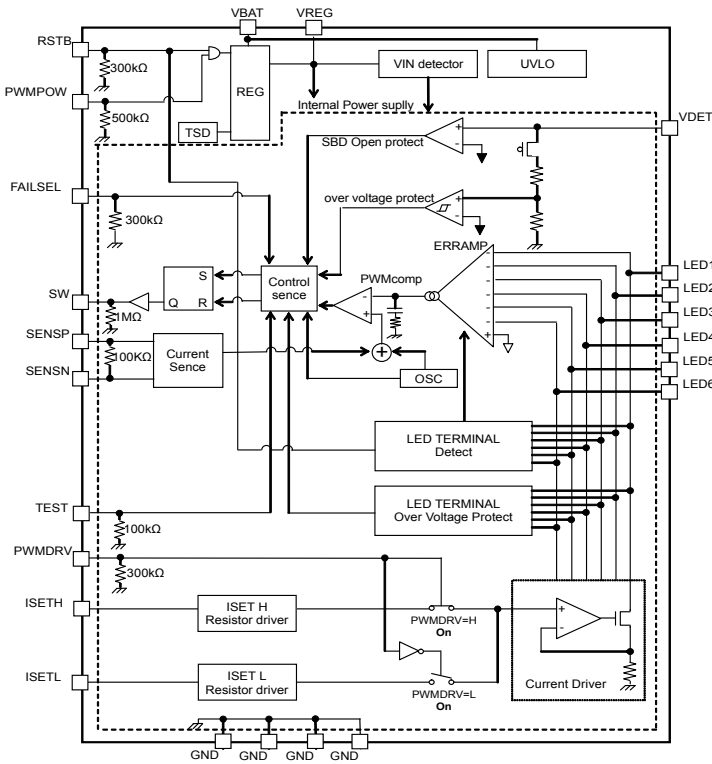 VBAT
VREG
RSTB
300kΩ
REG
VIN detector
UVLO
PWMPOW
500kΩ
TSD
Internal Power suplly
VDET
SBD Open protect
+
-
FAILSEL
300kΩ
over voltage protect
+
-
ERRAMP
-
-
-
-
-
-
+
S
R
Q
Control
sence
PWMcomp
-
+
LED1
LED2
LED3
LED4
LED5
LED6
SW
1MΩ
SENSP
100KΩ
SENSN
Current
Sence
+
OSC
LED TERMINAL
Detect
LED TERMINAL
Over Voltage Protect
TEST
100kΩ
PWMDRV
300kΩ
ISETH
ISET H
Resistor driver
PWMDRV=H
On
+
-
Current Driver
ISETL
ISET L
Resistor driver
PWMDRV=L
On
GND
GND
GND
GND